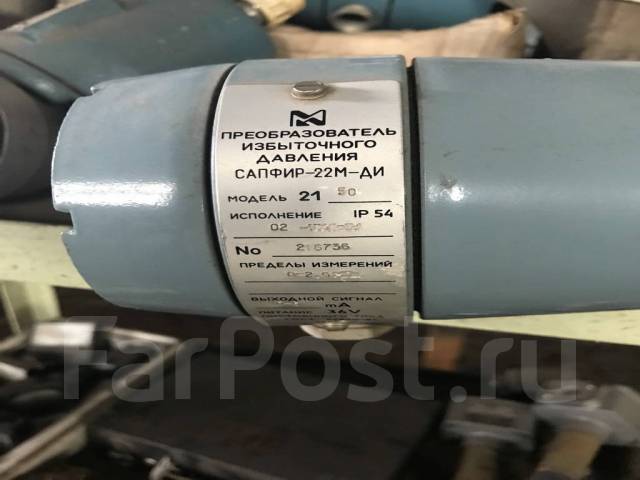 ПРЕОБРАЗОВАТЕЛЬ
ИЗБЫТОЧНОГО
ДАВЛЕНИЯ
САПФИР-22М-ДИ
МОДЕЛЬ 21 50
ИСПОЛНЕНИЕ IP 54
02
No 216736
ПРЕДЕЛЫ ИЗМЕРЕНИЙ
ВЫХОДНОЙ СИГНАЛ
mA
ПИТАНИЕ 36V
FarPost.ru